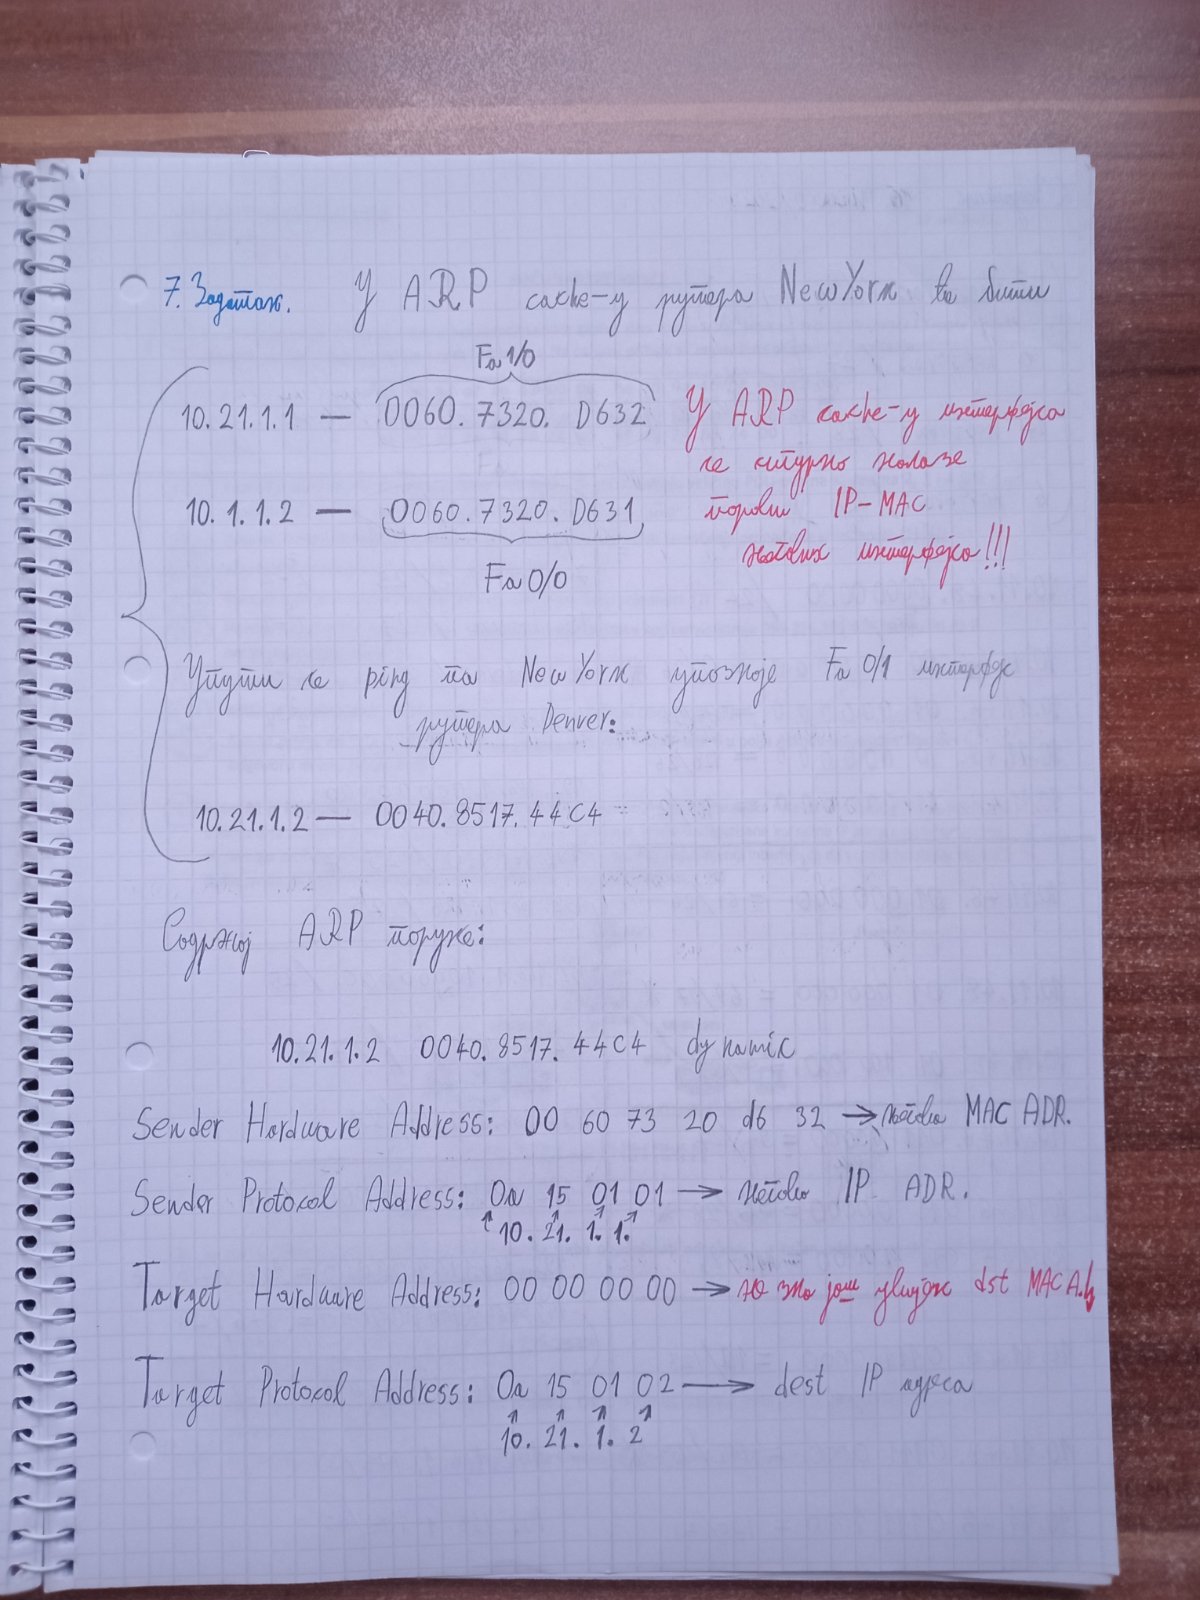 7. Задатак. У ARP cache-у рутера NewYork ће бити
Fa 1/0
10.21.1.1 — 0060.7320.D632
10.1.1.2 — 0060.7320.D631
Fa 0/0
У ARP cache-у интерфејса
се сигурно налазе
парови IP-MAC
његових интерфејса!!!
Упути се ping па NewYork упознаје Fa 0/1 интерфејс
рутера Denver:
10.21.1.2 — 0040.8517.44C4
Садржај ARP поруке:
10.21.1.2 0040.8517.44C4 dynamic
Sender Hardware Address: 00 60 73 20 d6 32 → његова MAC ADR.
Sender Protocol Address: 0a 15 01 01 → његова IP ADR.
10. 21. 1. 1.
Target Hardware Address: 00 00 00 00 → не зна још увијек dst MAC
Target Protocol Address: 0a 15 01 02 → dest IP адреса
10. 21. 1. 2